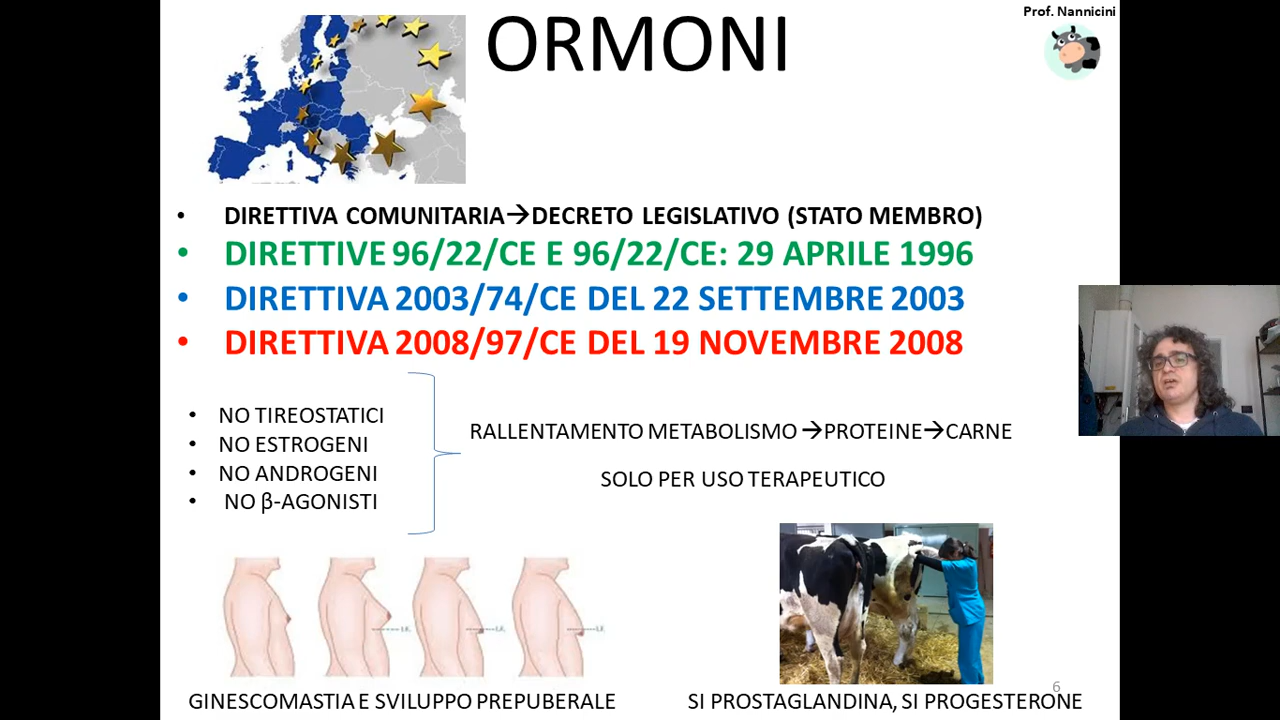 Prof. Nannicini
ORMONI
• DIRETTIVA COMUNITARIA→DECRETO LEGISLATIVO (STATO MEMBRO)
• DIRETTIVE 96/22/CE E 96/22/CE: 29 APRILE 1996
• DIRETTIVA 2003/74/CE DEL 22 SETTEMBRE 2003
• DIRETTIVA 2008/97/CE DEL 19 NOVEMBRE 2008
• NO TIREOSTATICI
• NO ESTROGENI
• NO ANDROGENI
• NO β-AGONISTI
RALLENTAMENTO METABOLISMO →PROTEINE→CARNE
SOLO PER USO TERAPEUTICO
GINESCOMASTIA E SVILUPPO PREPUBERALE
SI PROSTAGLANDINA, SI PROGESTERONE
6